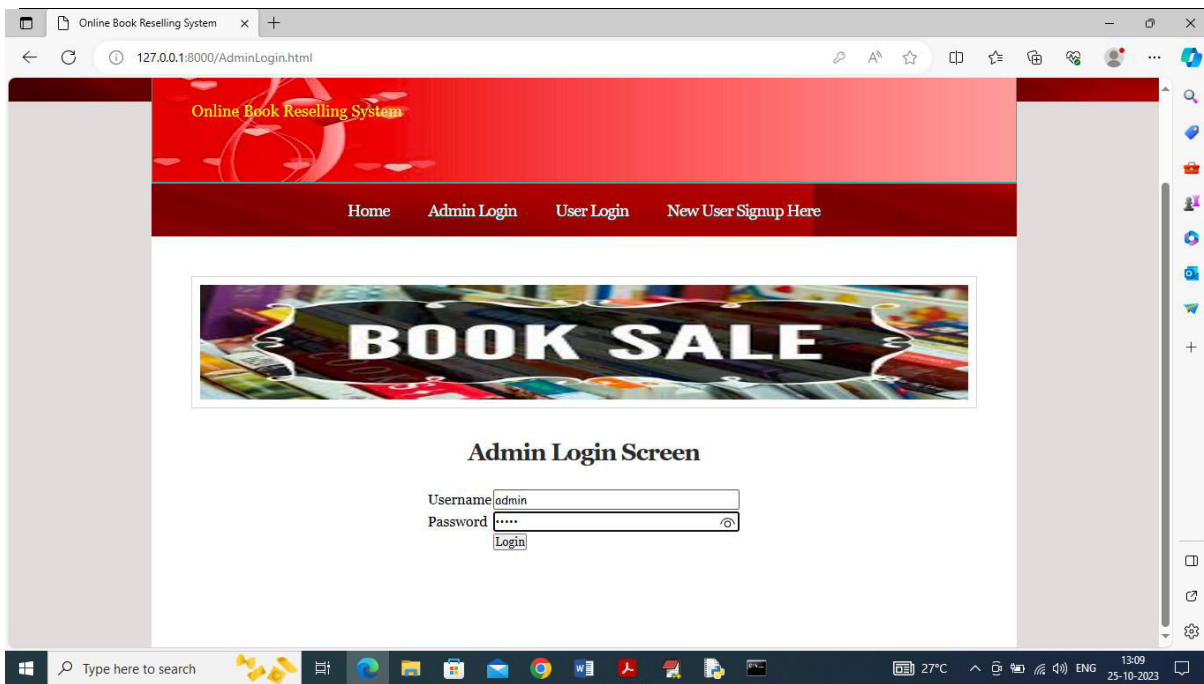 Online Book Reselling System
127.0.0.1:8000/AdminLogin.html
Online Book Reselling System
Home Admin Login User Login New User Signup Here
BOOK SALE
Admin Login Screen
Username admin
Password •••••
Login
Type here to search
27°C
ENG
13:09
25-10-2023